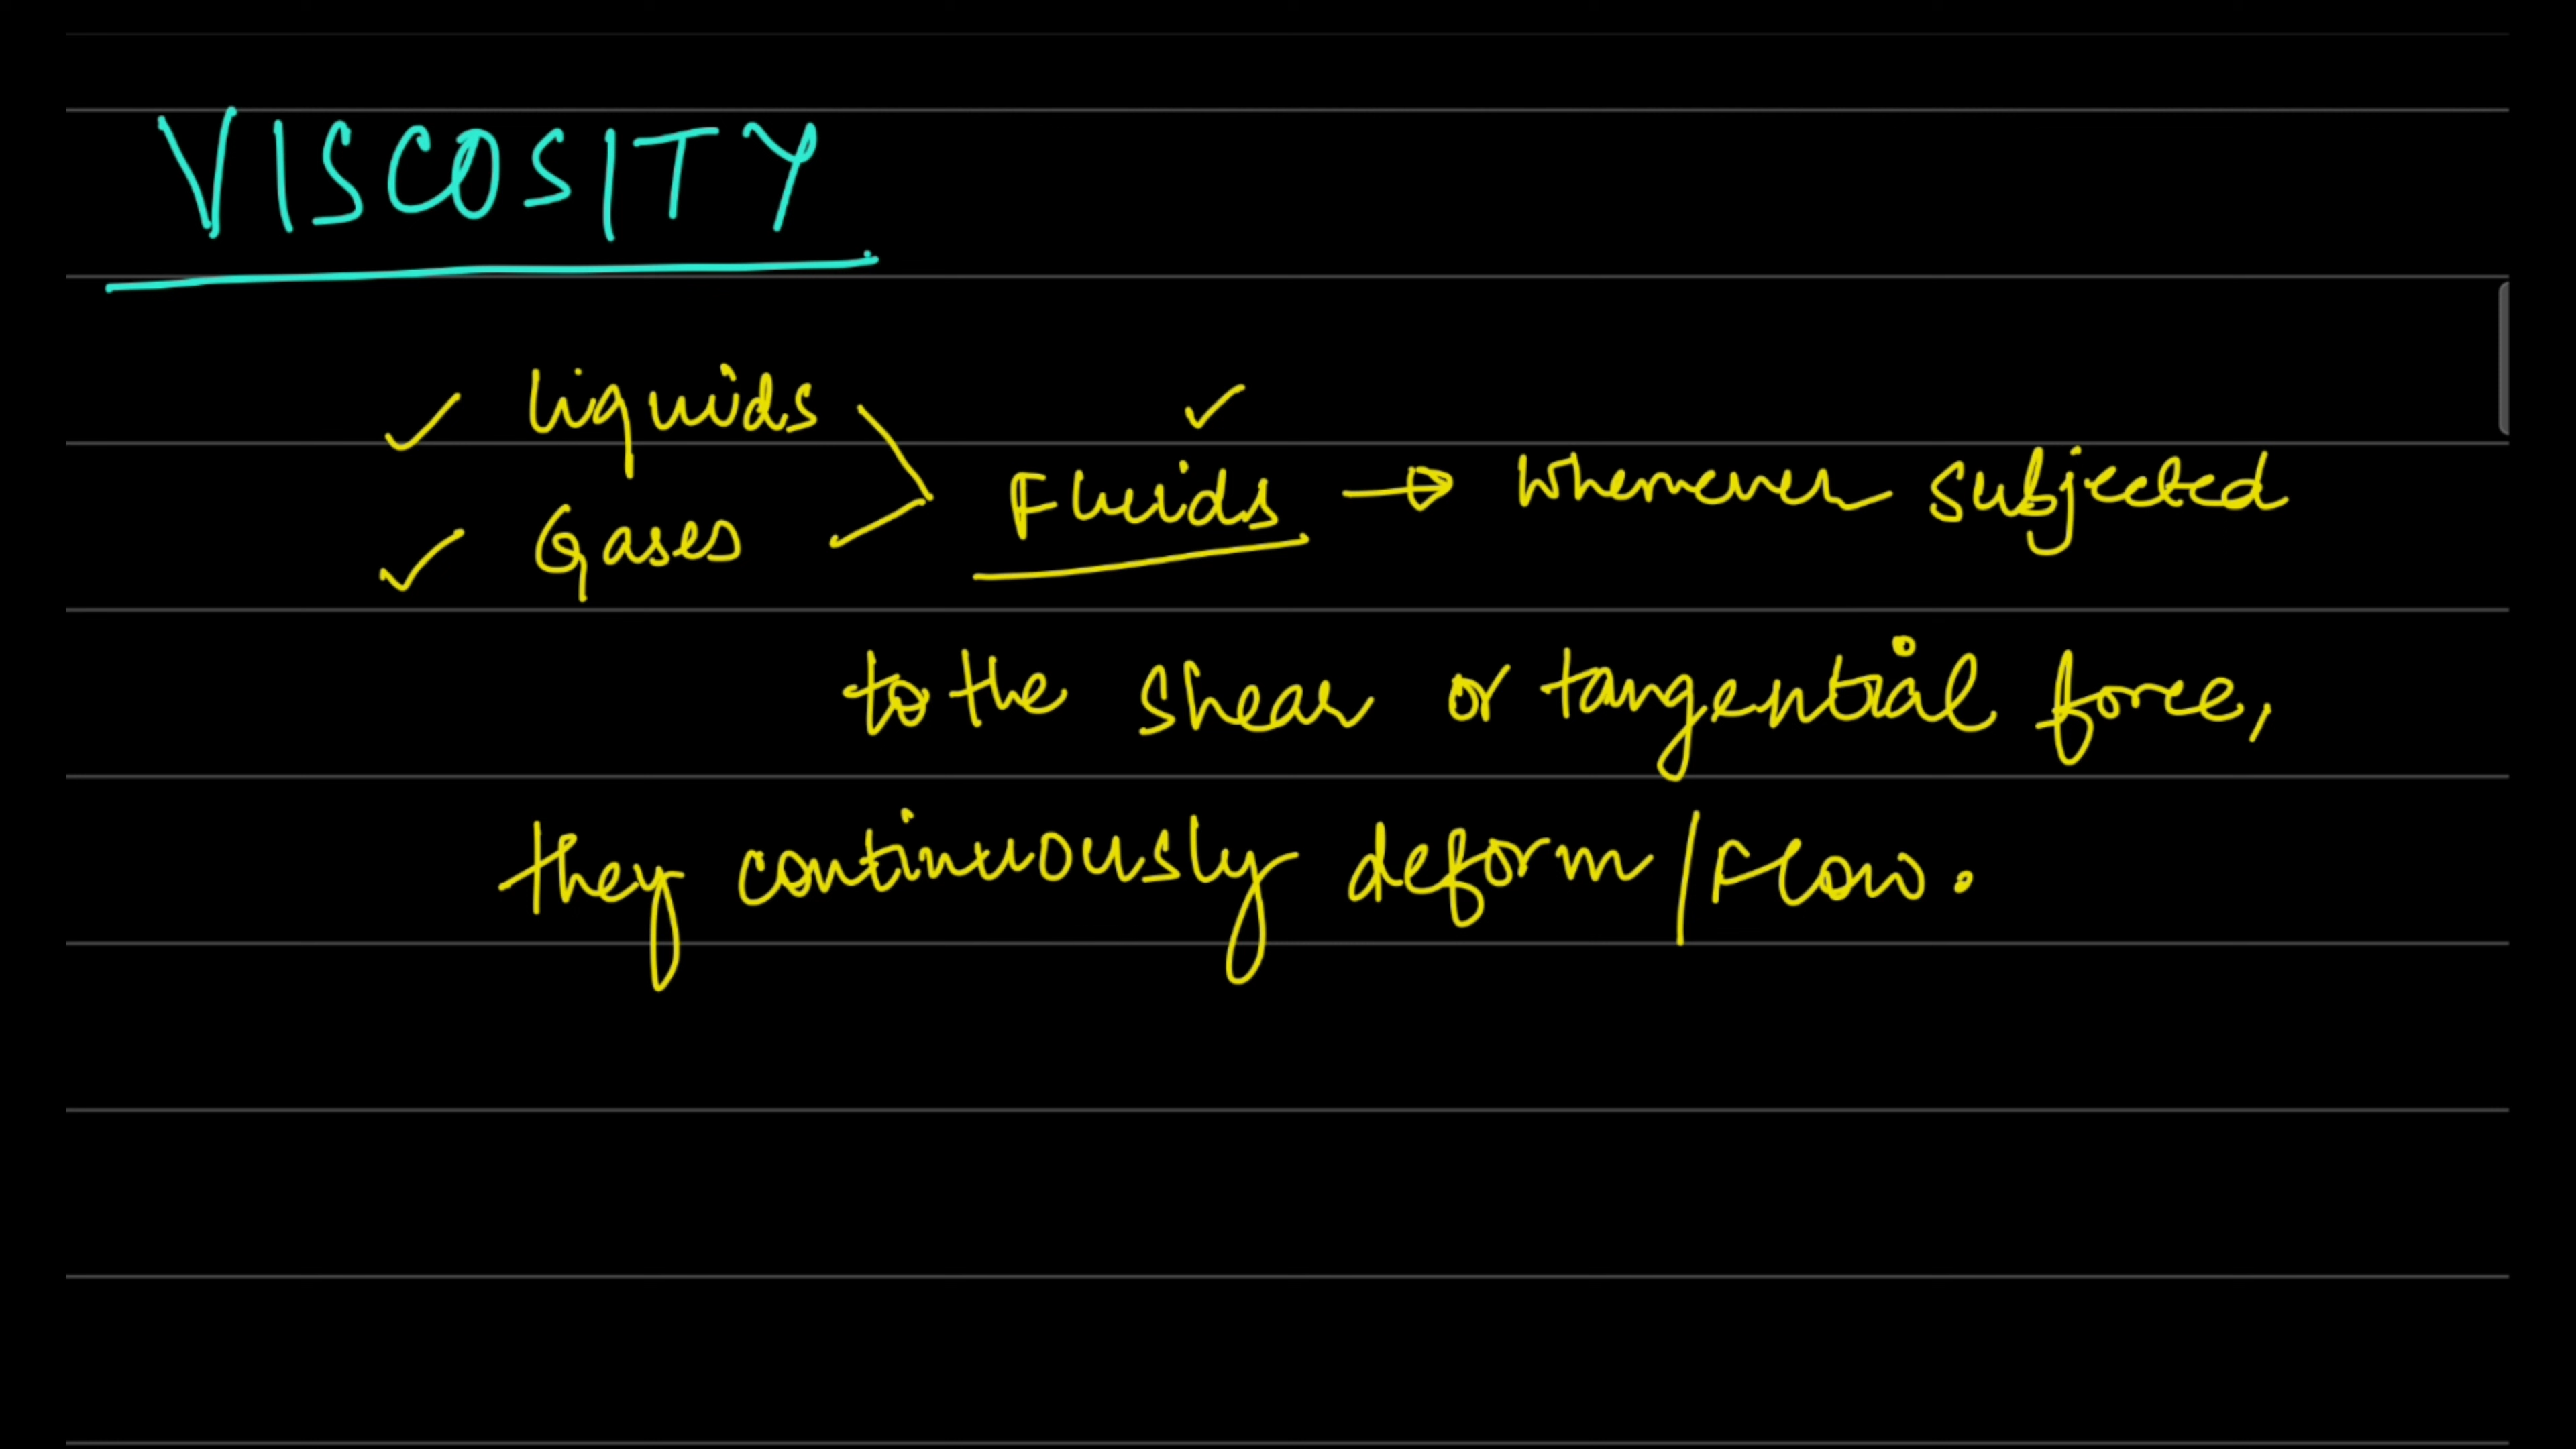 VISCOSITY
Liquids
Gases
Fluids → Whenever subjected
to the shear or tangential force,
they continuously deform/Flow.